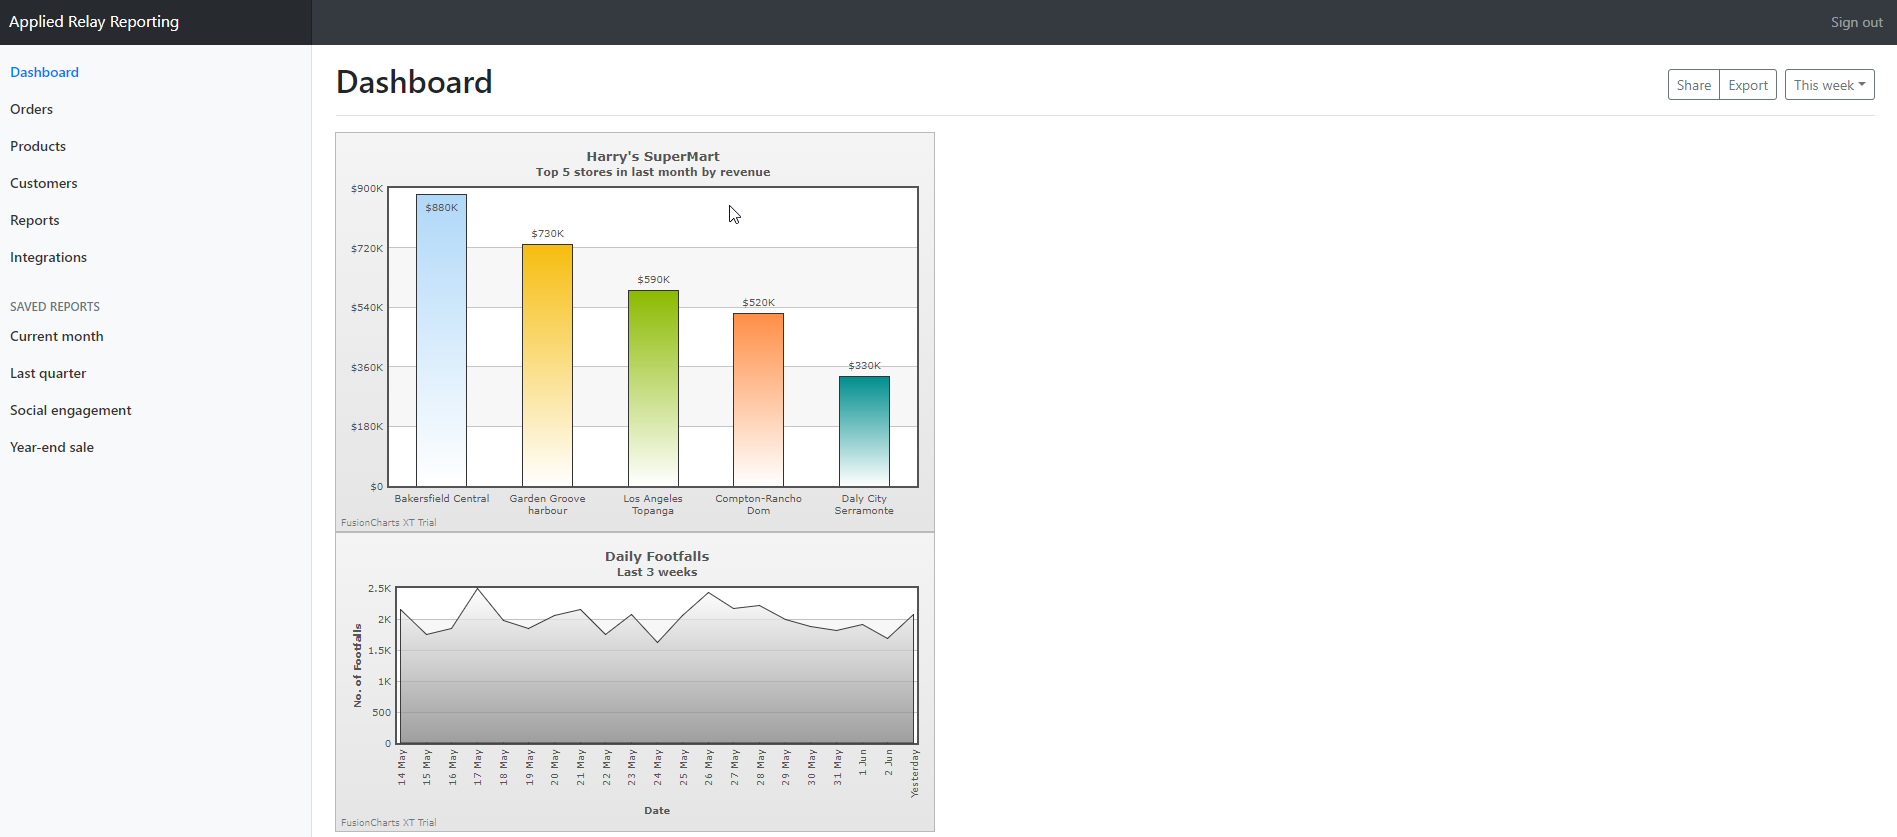 Applied Relay Reporting
Sign out
Dashboard
Orders
Products
Customers
Reports
Integrations
SAVED REPORTS
Current month
Last quarter
Social engagement
Year-end sale
Dashboard
Share
Export
This week
Harry's SuperMart
Top 5 stores in last month by revenue
$900K
$720K
$540K
$360K
$180K
$0
$880K
$730K
$590K
$520K
$330K
Bakersfield Central
Garden Groove
harbour
Los Angeles
Topanga
Compton-Rancho
Dom
Daly City
Serramonte
FusionCharts XT Trial
Daily Footfalls
Last 3 weeks
No. of Footfalls
2.5K
2K
1.5K
1K
500
0
14 May
15 May
16 May
17 May
18 May
19 May
20 May
21 May
22 May
23 May
24 May
25 May
26 May
27 May
28 May
29 May
30 May
31 May
1 Jun
2 Jun
Yesterday
Date
FusionCharts XT Trial